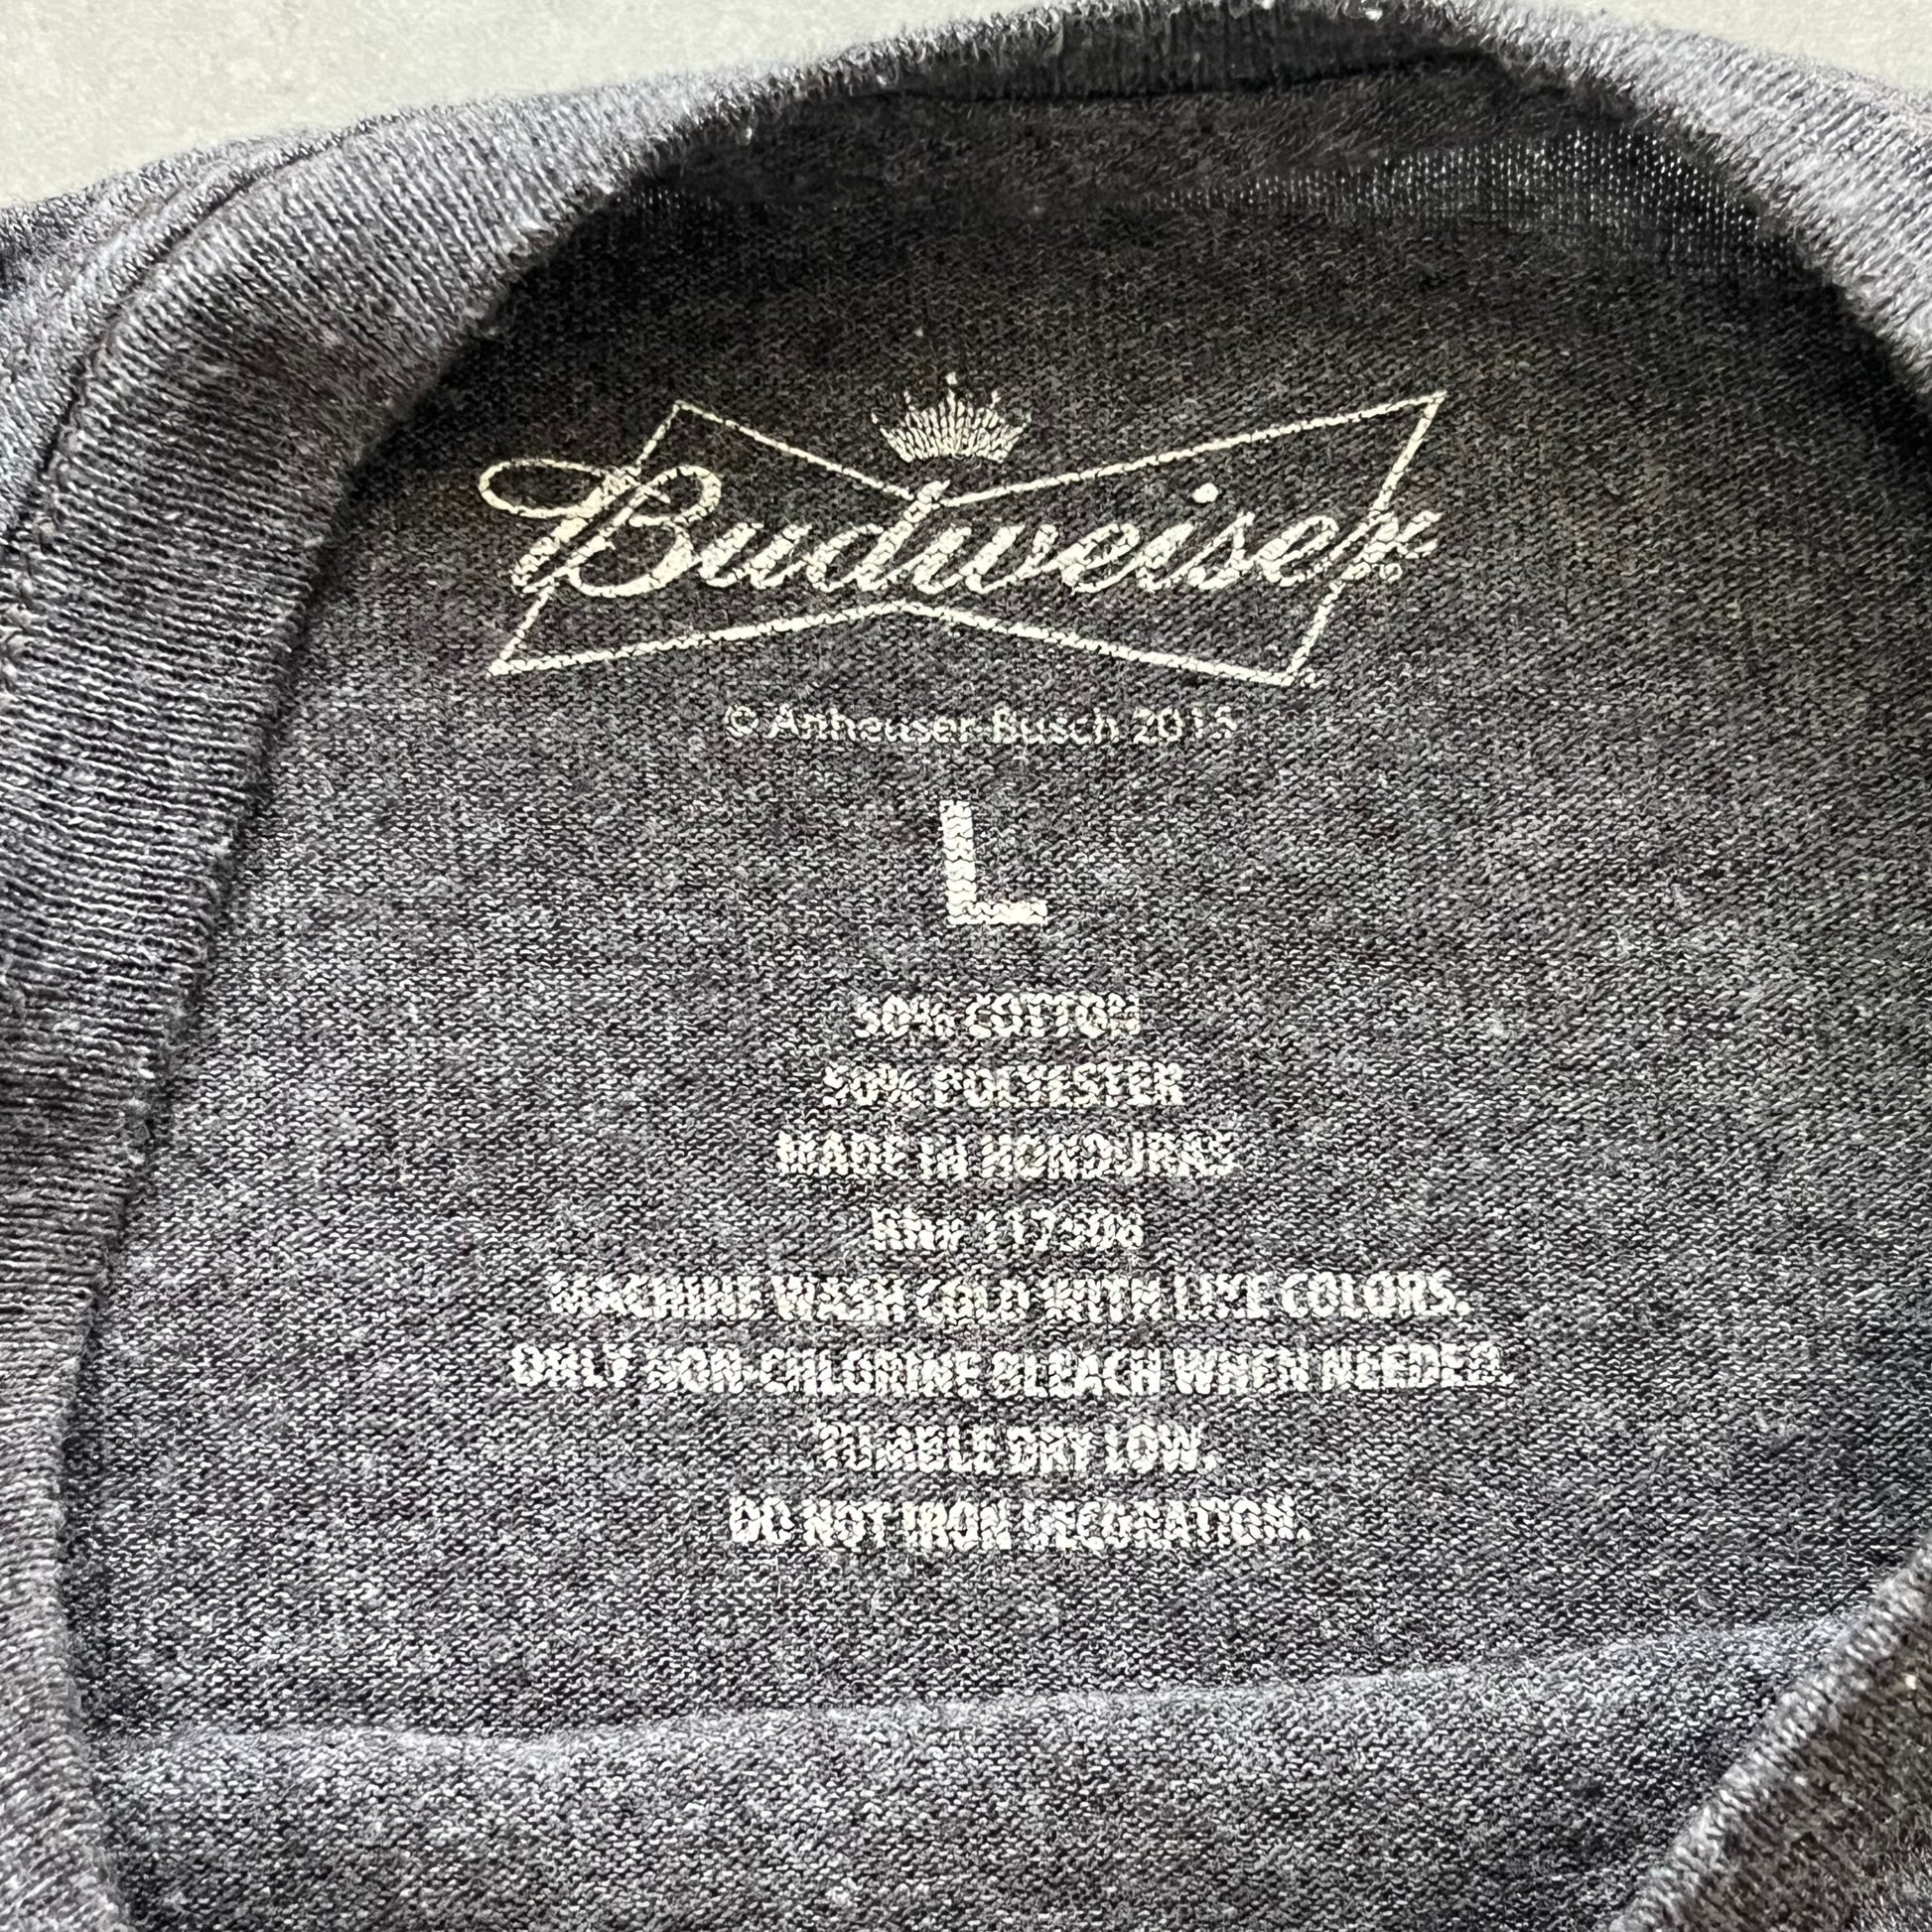 Budweiser
© Anheuser-Busch 2015
L
50% COTTON
50% POLYESTER
MADE IN HONDURAS
MACHINE WASH COLD WITH LIKE COLORS.
ONLY NON-CHLORINE BLEACH WHEN NEEDED.
TUMBLE DRY LOW.
DO NOT IRON DECORATION.